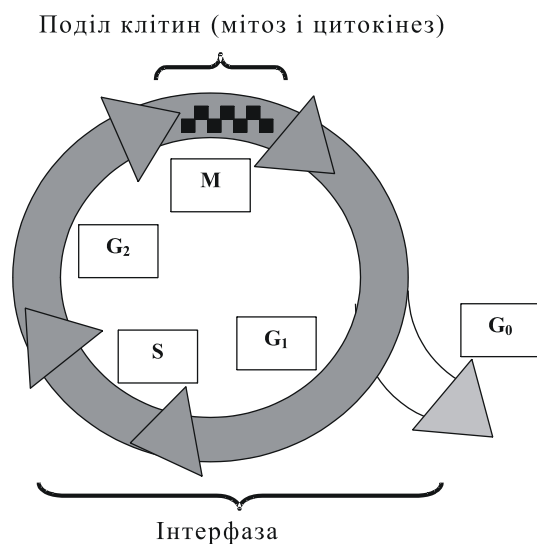 Поділ клітин (мітоз і цитокінез)
M
G₂
G₁
S
G₀
Інтерфаза